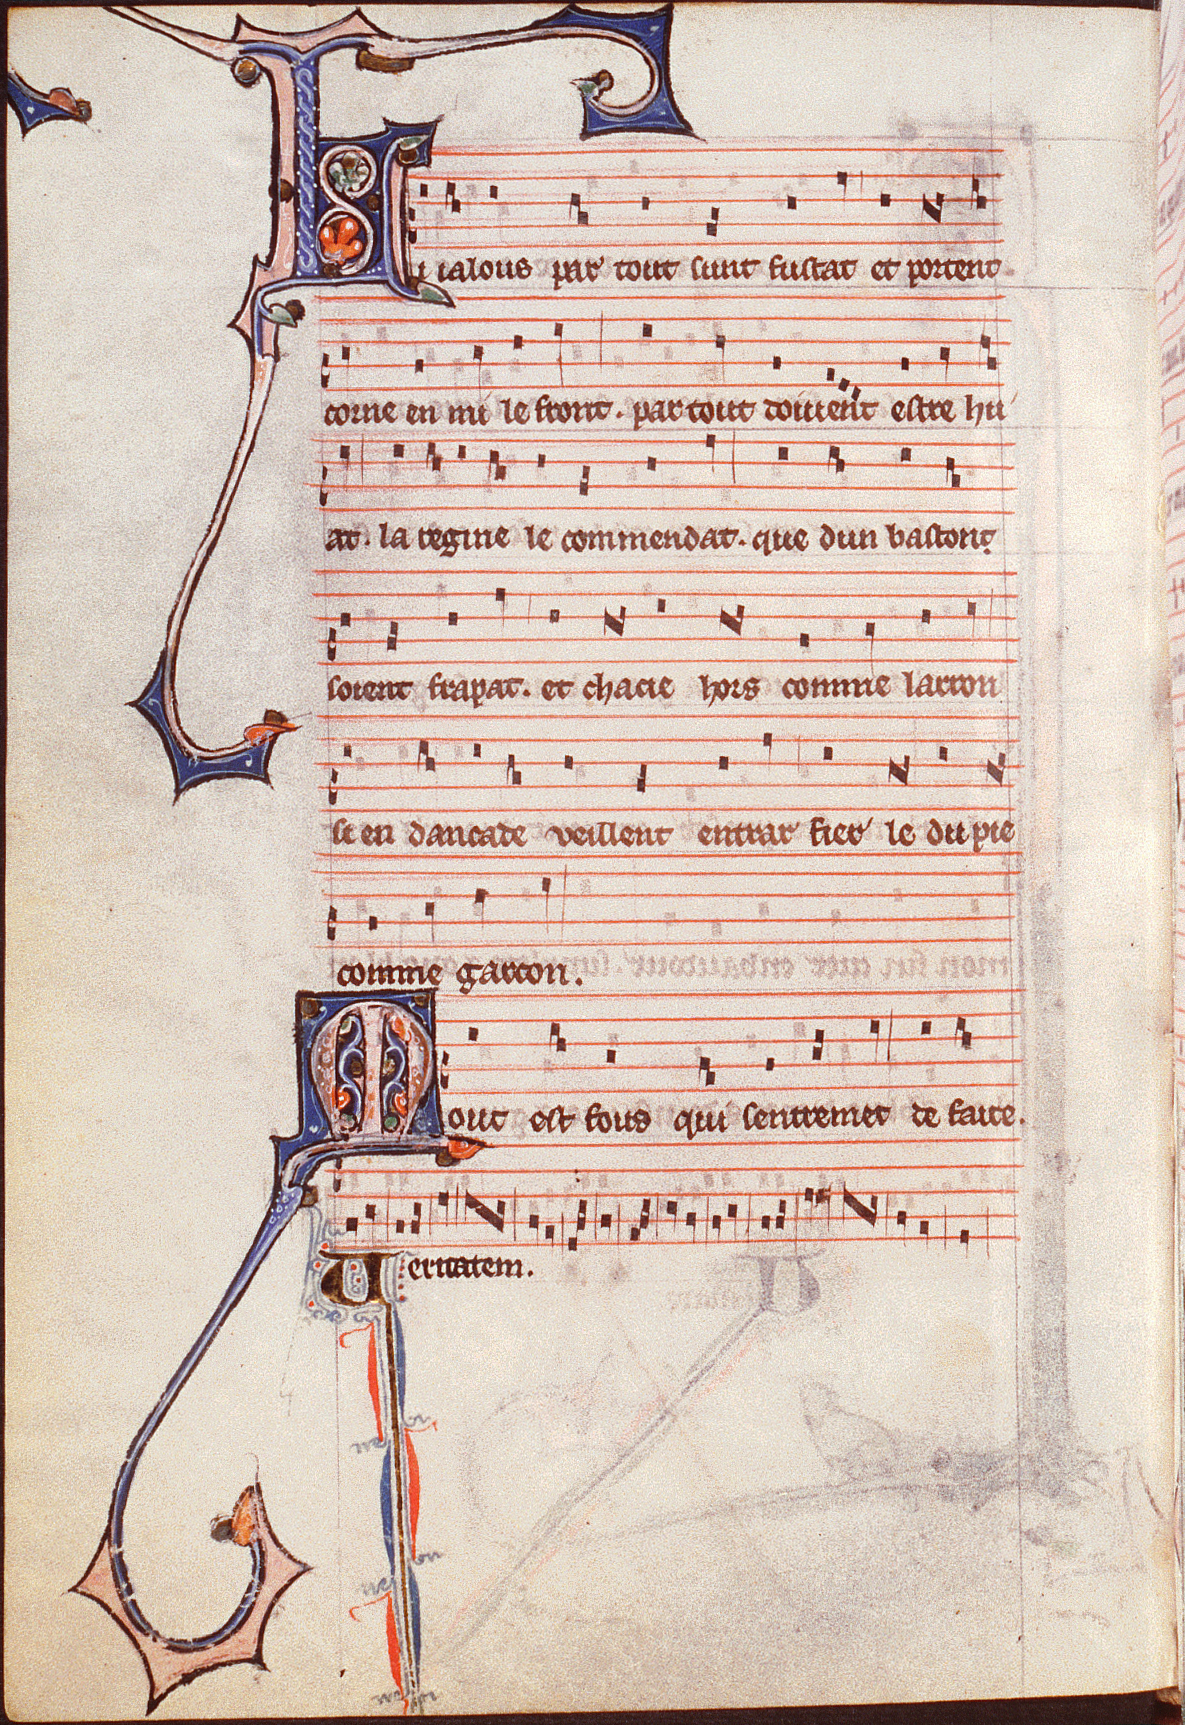 Li ialous par tout sunt fustat et portent
corne en mi le front. par tout doiuent estre hu
at. la regine le commendat. que dun baston
soient frapat. et chacie hors comme larron
se en dancade veillent entrar fier le du pie
comme garcon.
Mout est fous qui sentremet de faire.
Veritatem.